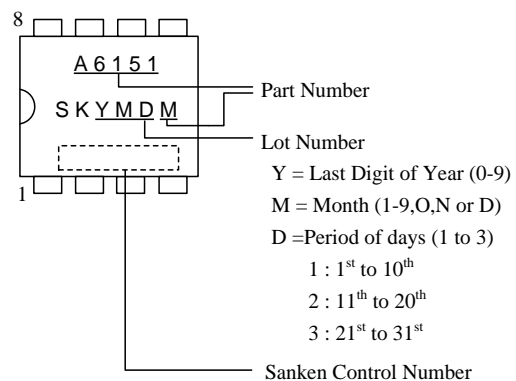 8
A6151
SKYMDM
1
Part Number
Lot Number
Y = Last Digit of Year (0-9)
M = Month (1-9,O,N or D)
D =Period of days (1 to 3)
1 : 1st to 10th
2 : 11th to 20th
3 : 21st to 31st
Sanken Control Number